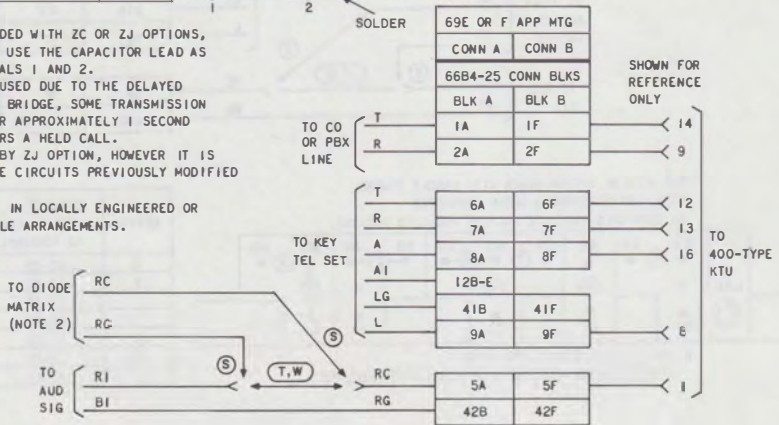 1
2
SOLDER
DED WITH ZC OR ZJ OPTIONS,
USE THE CAPACITOR LEAD AS
ALS 1 AND 2.
USED DUE TO THE DELAYED
BRIDGE, SOME TRANSMISSION
R APPROXIMATELY 1 SECOND
RS A HELD CALL.
BY ZJ OPTION, HOWEVER IT IS
E CIRCUITS PREVIOUSLY MODIFIED
IN LOCALLY ENGINEERED OR
LE ARRANGEMENTS.
69E OR F APP MTG
CONN A CONN B
66B4-25 CONN BLKS
BLK A BLK B
SHOWN FOR
REFERENCE
ONLY
TO CO
OR PBX
LINE
T 1A 1F 14
R 2A 2F 9
TO KEY
TEL SET
T 6A 6F 12
R 7A 7F 13
A 8A 8F 16
A1 12B-E
LG 41B 41F
L 9A 9F 8
TO
400-TYPE
KTU
TO DIODE
MATRIX
(NOTE 2)
RC
RG
S
S
T,W
TO
AUD
SIG
R1 RC 5A 5F 11
B1 RG 42B 42F